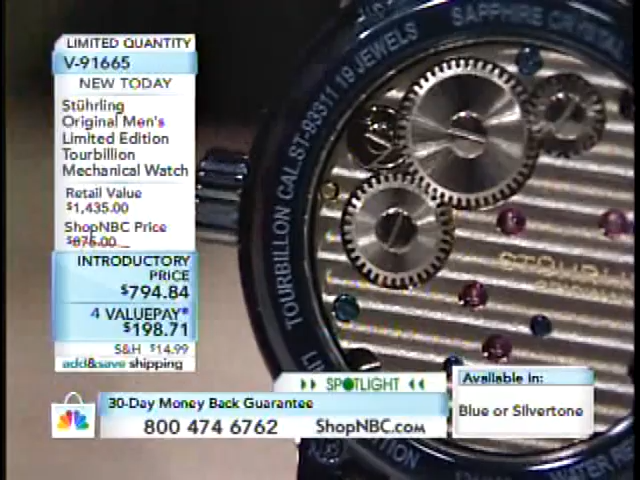 LIMITED QUANTITY
V-91665
NEW TODAY
Stührling
Original Men's
Limited Edition
Tourbillion
Mechanical Watch
Retail Value
$1,435.00
ShopNBC Price
$875.00
INTRODUCTORY
PRICE
$794.84
4 VALUEPAY®
$198.71
S&H $14.99
add&save shipping
SPOTLIGHT
30-Day Money Back Guarantee
800 474 6762 ShopNBC.com
Available in:
Blue or Silvertone
TOURBILLON CAL.ST-93311 19 JEWELS
SAPPHIRE CRYSTAL
WATER RE